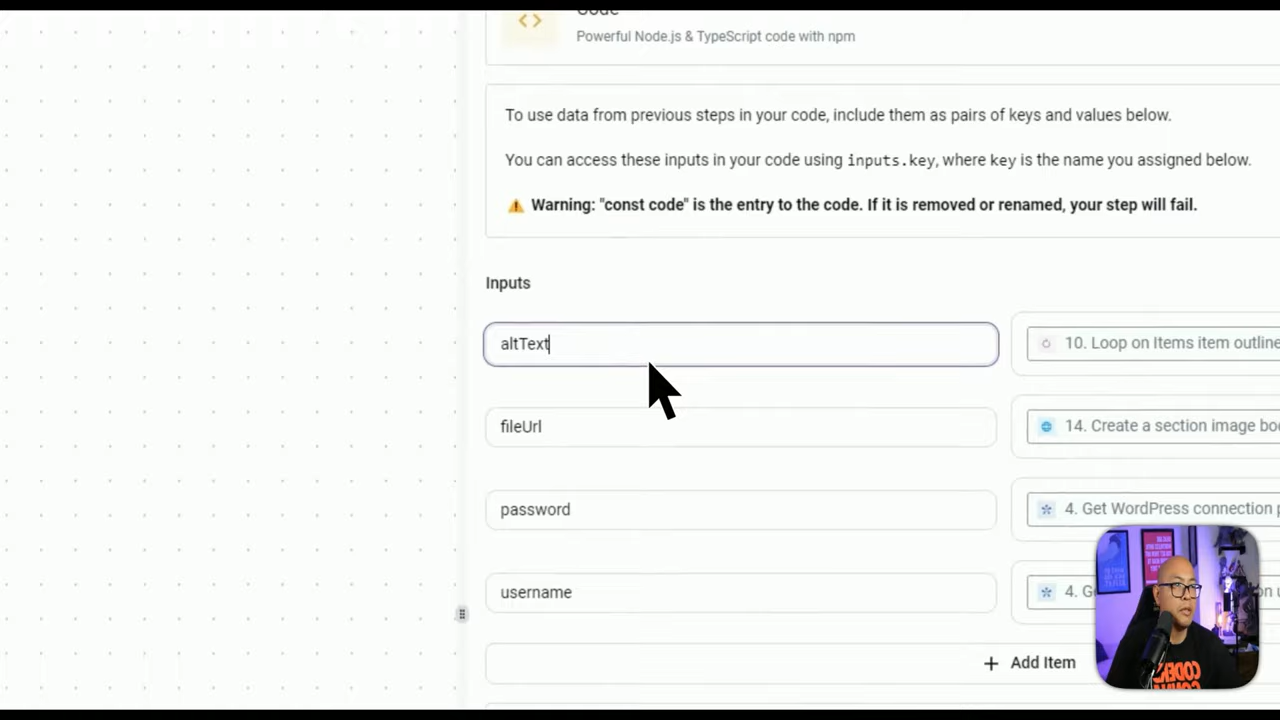 Code
Powerful Node.js & TypeScript code with npm
To use data from previous steps in your code, include them as pairs of keys and values below.
You can access these inputs in your code using inputs.key, where key is the name you assigned below.
Warning: "const code" is the entry to the code. If it is removed or renamed, your step will fail.
Inputs
altText
10. Loop on Items item outline
fileUrl
14. Create a section image
password
4. Get WordPress connection
username
4.
+ Add Item